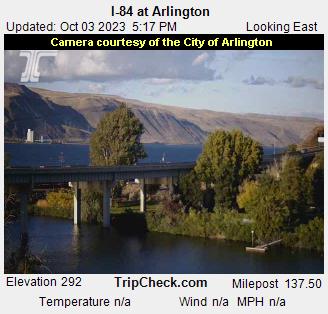 I-84 at Arlington
Updated: Oct 03 2023 5:17 PM Looking East
Camera courtesy of the City of Arlington
Elevation 292 TripCheck.com Milepost 137.50
Temperature n/a Wind n/a MPH n/a